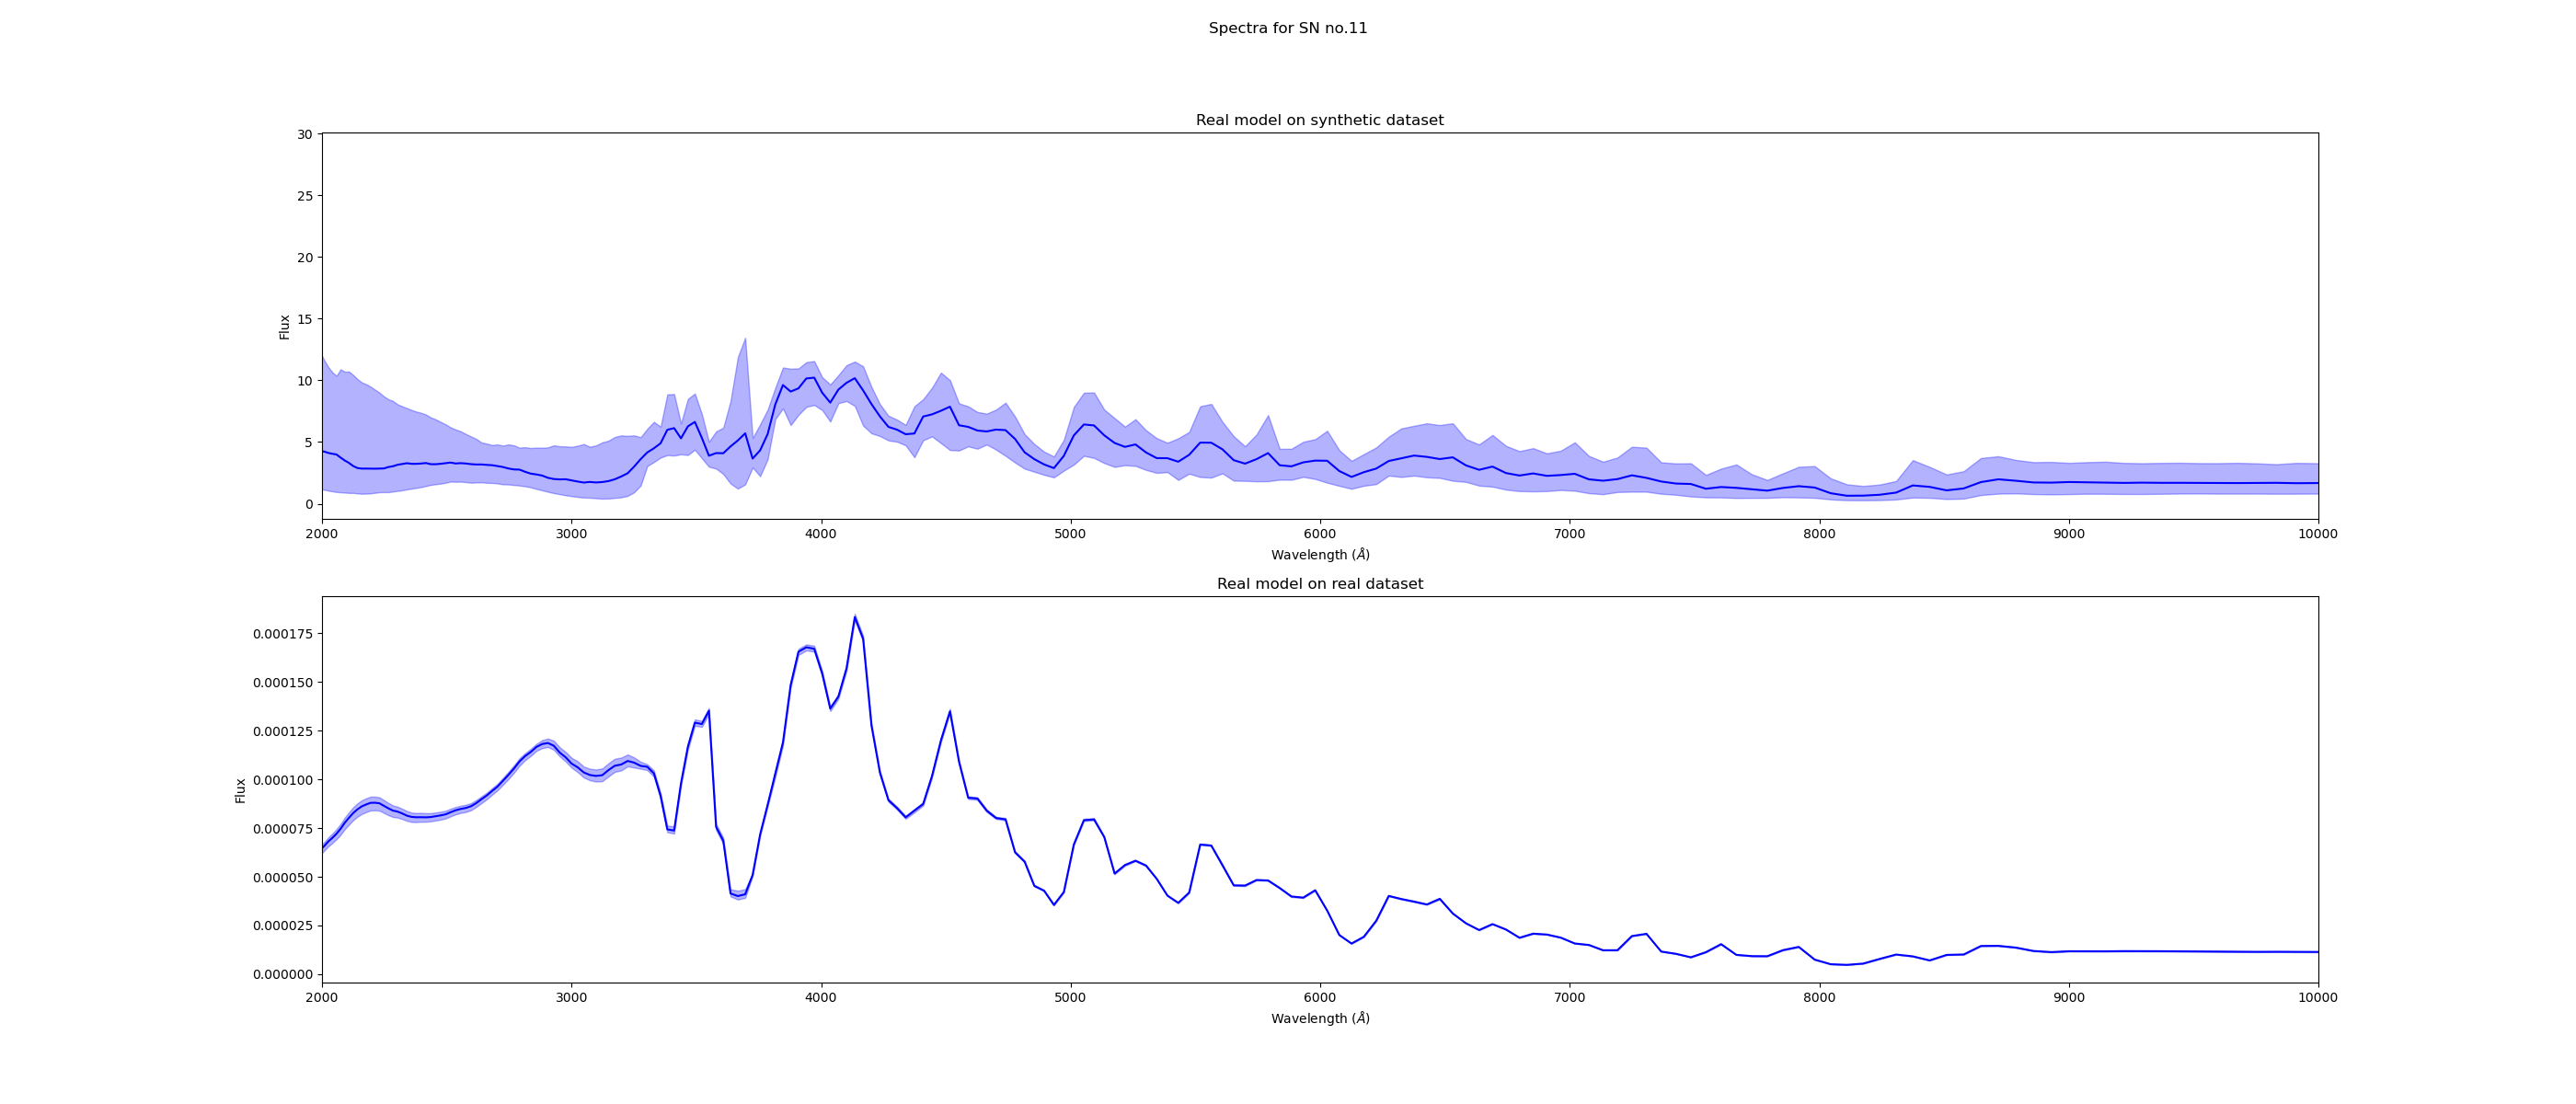 Spectra for SN no.11
Real model on synthetic dataset
30
25
20
15
10
5
0
Flux
2000 3000 4000 5000 6000 7000 8000 9000 10000
Wavelength (Å)
Real model on real dataset
0.000175
0.000150
0.000125
0.000100
0.000075
0.000050
0.000025
0.000000
Flux
2000 3000 4000 5000 6000 7000 8000 9000 10000
Wavelength (Å)